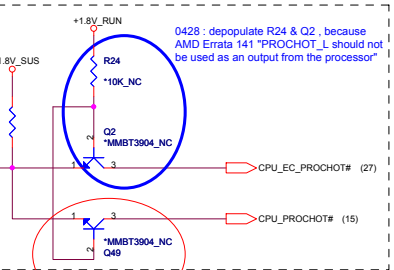 +1.8V_RUN
0428 : depopulate R24 & Q2 , because
AMD Errata 141 "PROCHOT_L should not
be used as an output from the processor"
1.8V_SUS
R24
*10K_NC
2
Q2
*MMBT3904_NC
1
3
CPU_EC_PROCHOT# (27)
1
3
CPU_PROCHOT# (15)
*MMBT3904_NC
2
Q49